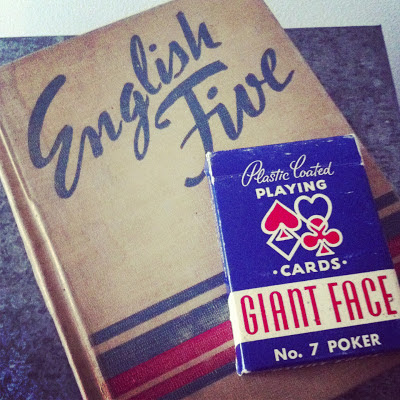 English
Five
Plastic Coated
PLAYING
• CARDS •
GIANT FACE
No. 7 POKER